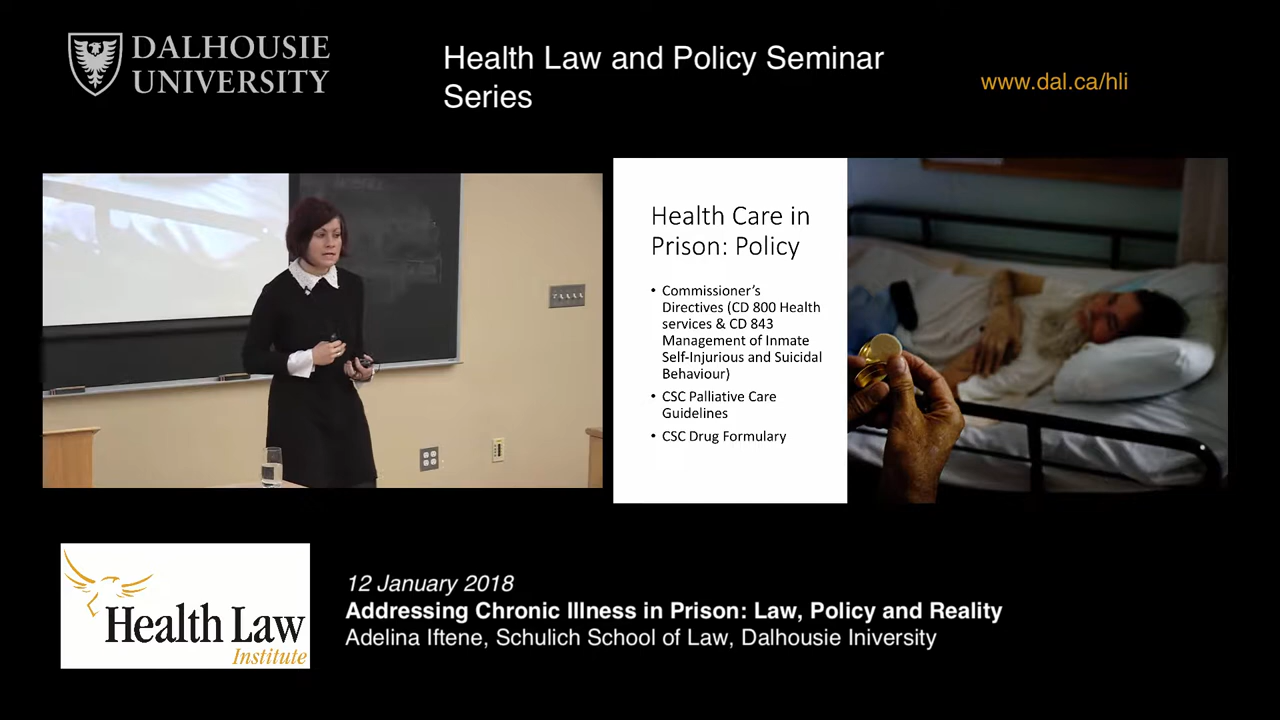 DALHOUSIE
UNIVERSITY
Health Law and Policy Seminar
Series
www.dal.ca/hli
Health Care in
Prison: Policy
• Commissioner's
Directives (CD 800 Health
services & CD 843
Management of Inmate
Self-Injurious and Suicidal
Behaviour)
• CSC Palliative Care
Guidelines
• CSC Drug Formulary
Health Law
Institute
12 January 2018
Addressing Chronic Illness in Prison: Law, Policy and Reality
Adelina Iftene, Schulich School of Law, Dalhousie Iniversity